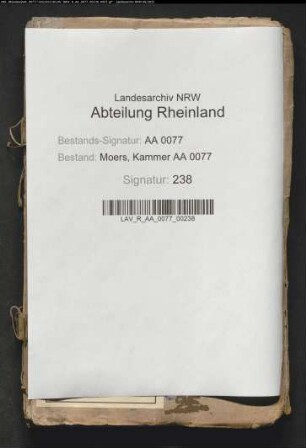 Landesarchiv NRW
Abteilung Rheinland
Bestands-Signatur: AA 0077
Bestand: Moers, Kammer AA 0077
Signatur: 238
LAV_R_AA_0077_00238